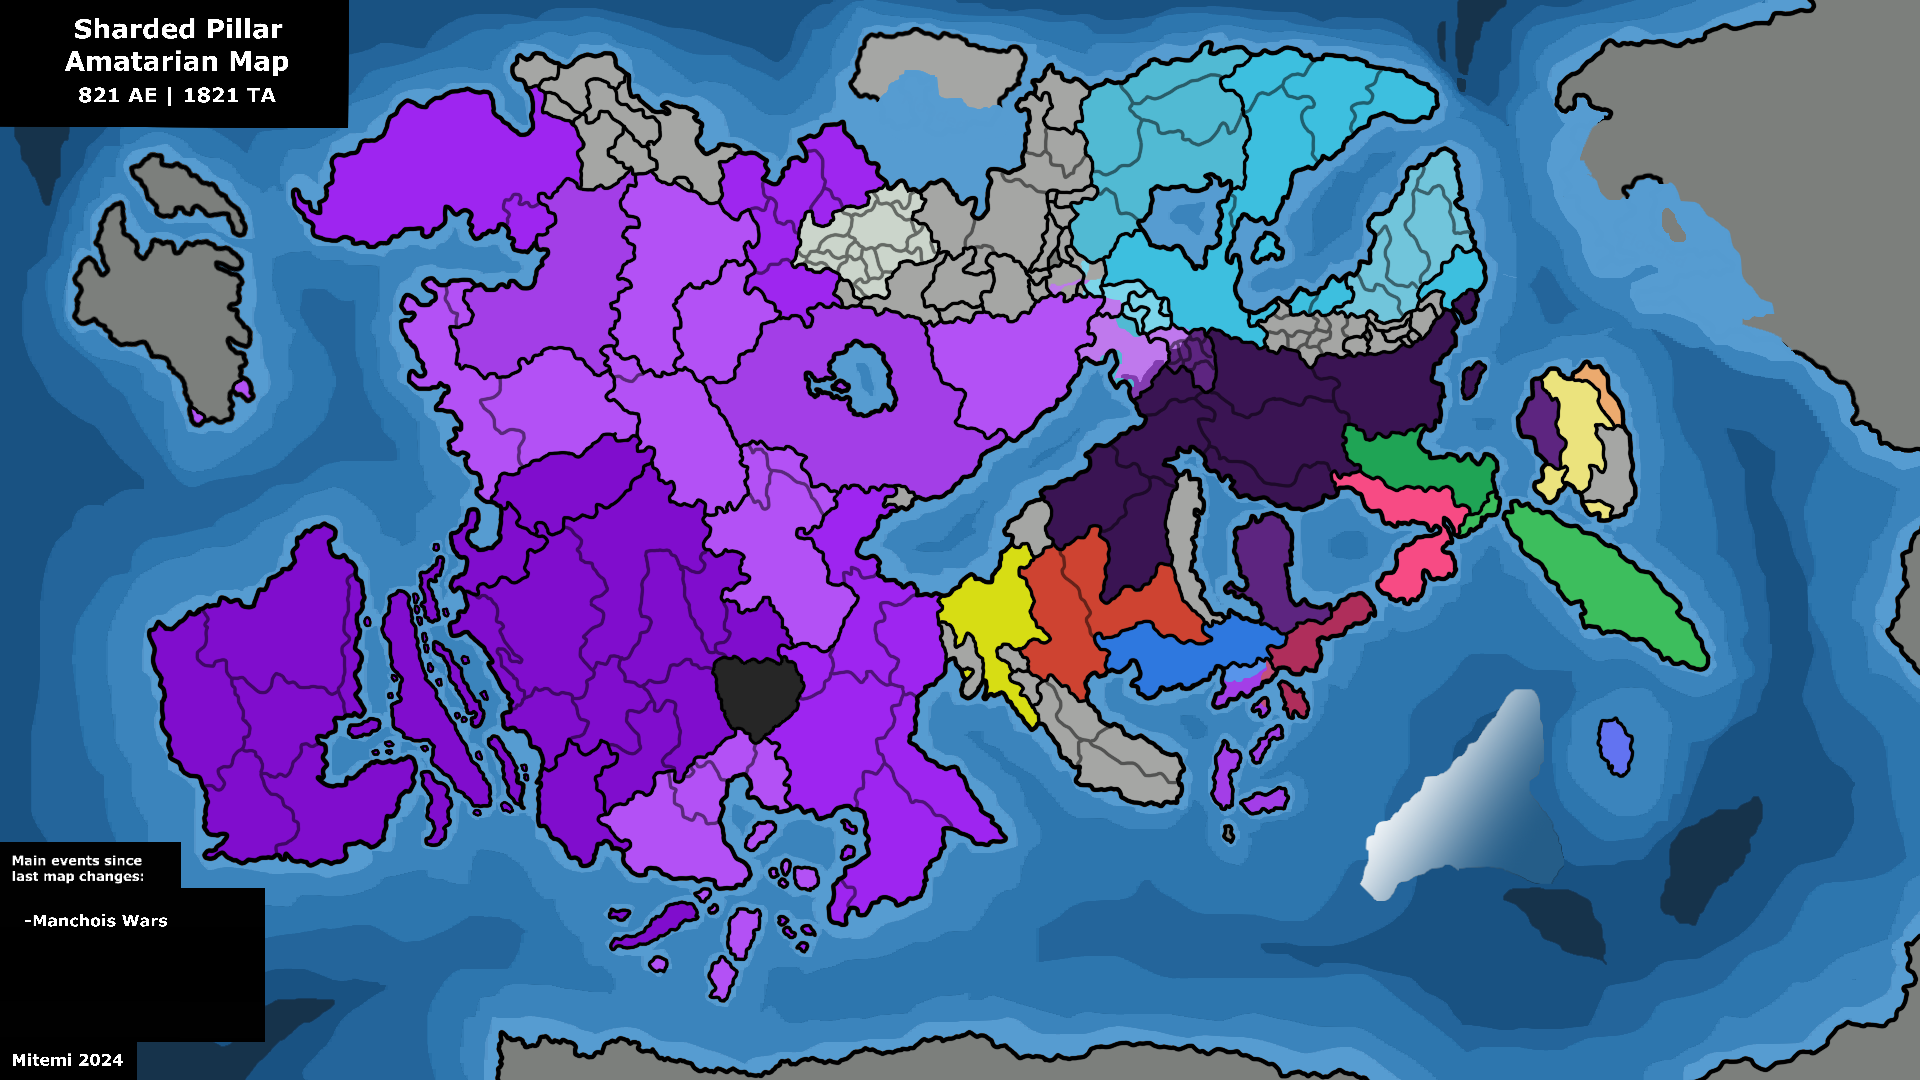 Sharded Pillar
Amatarian Map
821 AE | 1821 TA
Main events since
last map changes:
-Manchois Wars
Mitemi 2024